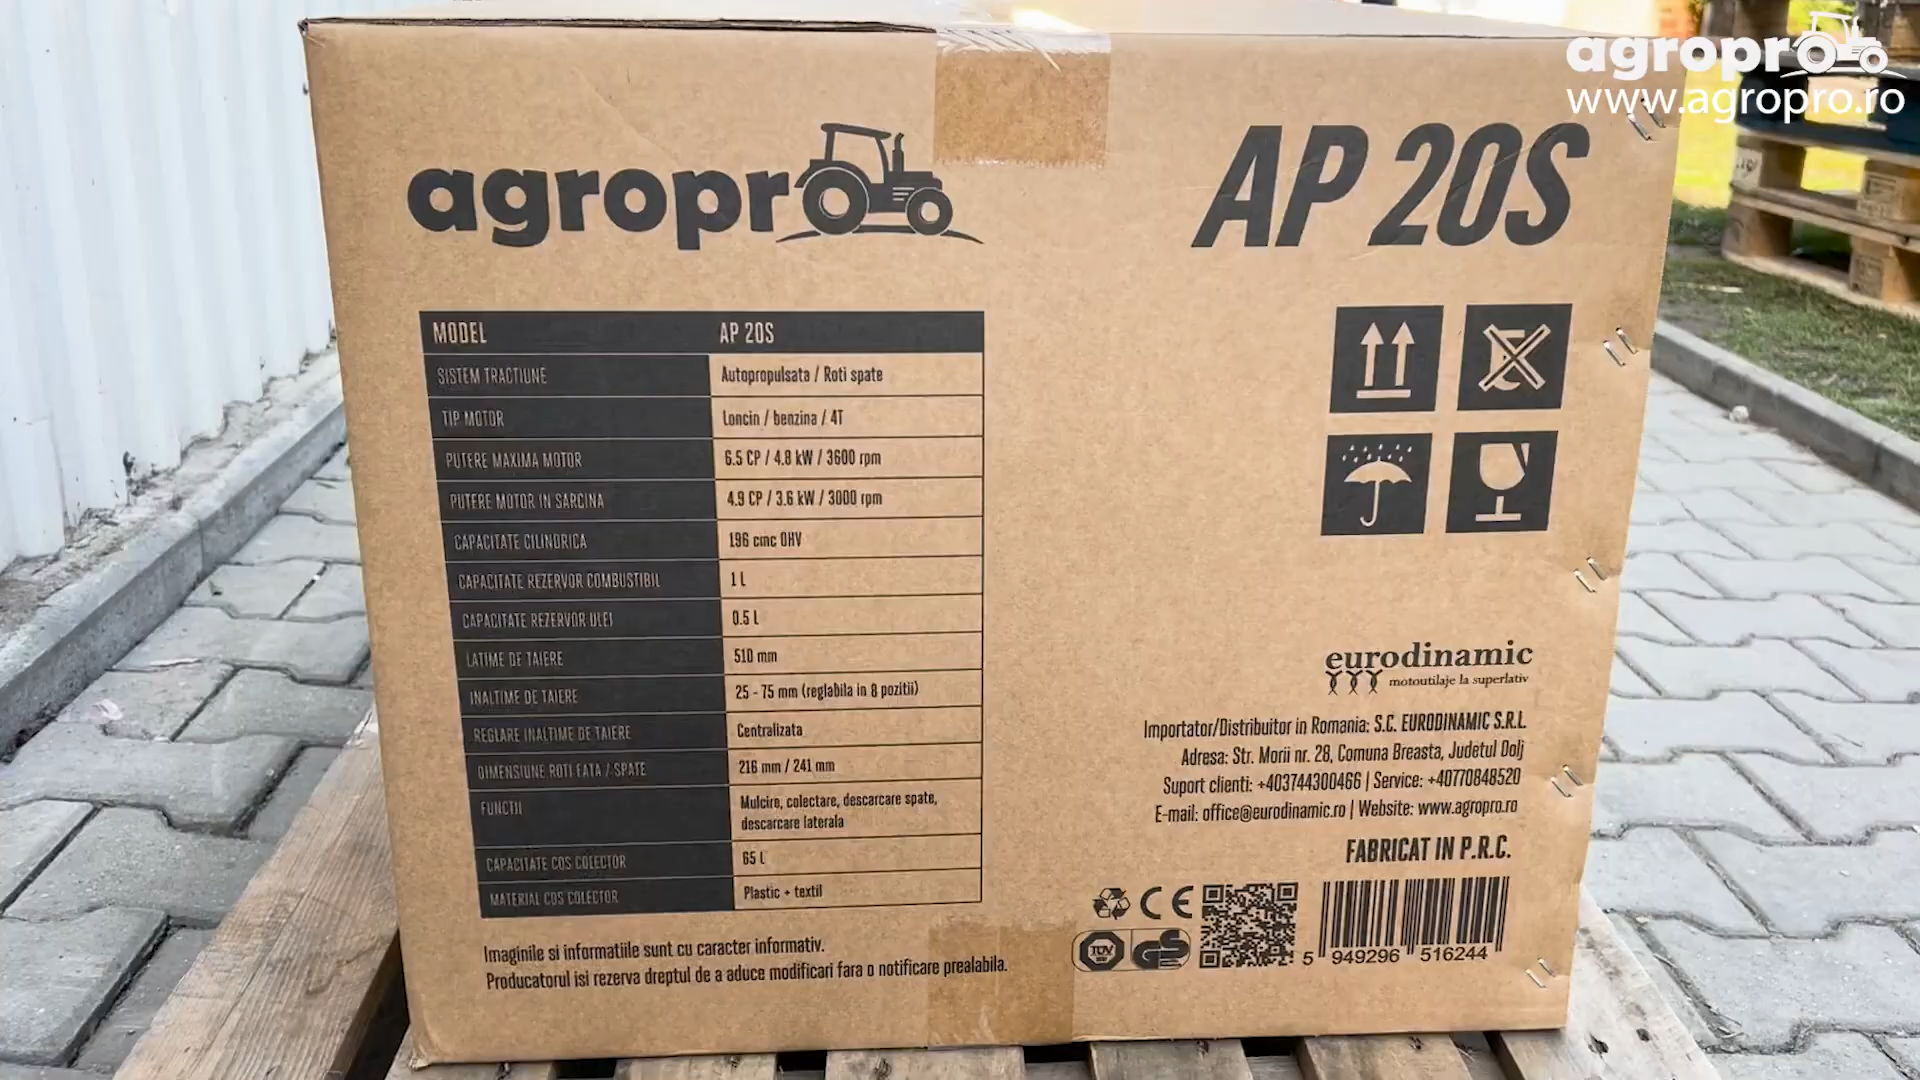 agropro
www.agropro.ro
agropro
AP 20S
MODEL AP 20S
SISTEM TRACTIUNE Autopropulsata / Roti spate
TIP MOTOR Loncin / benzina / 4T
PUTERE MAXIMA MOTOR 6.5 CP / 4.8 kW / 3600 rpm
PUTERE MOTOR IN SARCINA 4.9 CP / 3.6 kW / 3000 rpm
CAPACITATE CILINDRICA 196 cmc OHV
CAPACITATE REZERVOR COMBUSTIBIL 1 L
CAPACITATE REZERVOR ULEI 0.5 L
LATIME DE TAIERE 510 mm
INALTIME DE TAIERE 25 - 75 mm (reglabila in 8 pozitii)
REGLARE INALTIME DE TAIERE Centralizata
DIMENSIUNE ROTI FATA / SPATE 216 mm / 241 mm
FUNCTII Mulcire, colectare, descarcare spate,
descarcare laterala
CAPACITATE COS COLECTOR 65 L
MATERIAL COS COLECTOR Plastic + textil
Imaginile si informatiile sunt cu caracter informativ.
Producatorul isi rezerva dreptul de a aduce modificari fara o notificare prealabila.
eurodinamic
motoutilaje la superlativ
Importator/Distribuitor in Romania: S.C. EURODINAMIC S.R.L.
Adresa: Str. Morii nr. 28, Comuna Breasta, Judetul Dolj
Suport clienti: +403744300466 | Service: +40770848520
E-mail: office@eurodinamic.ro | Website: www.agropro.ro
FABRICAT IN P.R.C.
CE
TÜV
GS
5 949296 516244